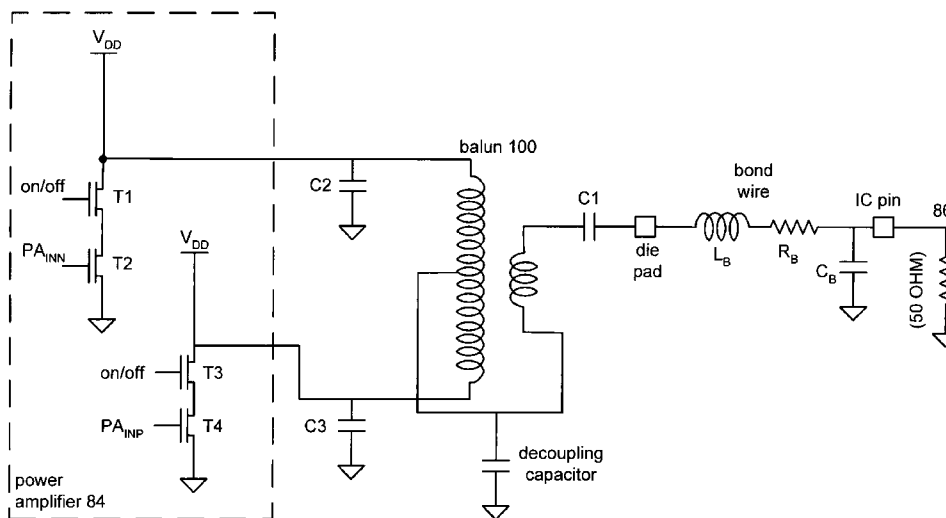 V_DD
balun 100
on/off
T1
C2
bond
wire
C1
IC pin
86
PA_INN
T2
V_DD
die
pad
L_B
R_B
C_B
(50 OHM)
on/off
T3
PA_INP
T4
C3
decoupling
capacitor
power
amplifier 84